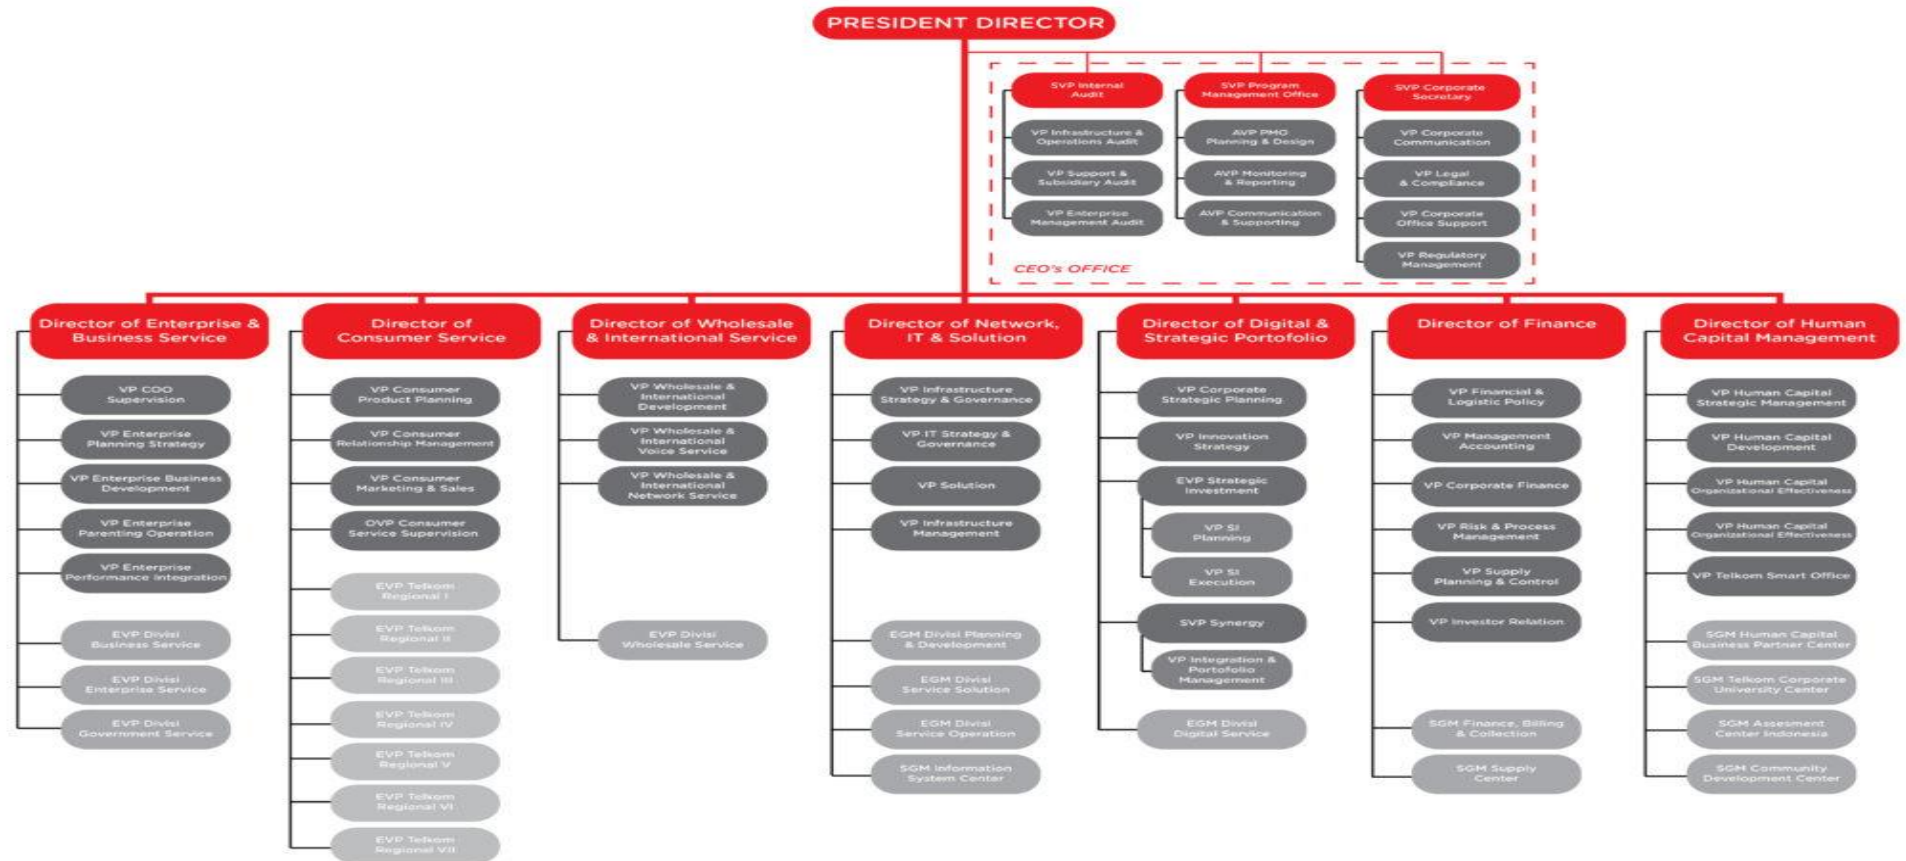 PRESIDENT DIRECTOR
SVP Internal
Audit
VP Infrastructure &
Operations Audit
VP Support &
Subsidiary Audit
VP Enterprise
Management Audit
SVP Program
Management Office
AVP PMO
Planning & Design
AVP Monitoring
& Reporting
AVP Communication
& Supporting
SVP Corporate
Secretary
VP Corporate
Communication
VP Legal
& Compliance
VP Corporate
Office Support
VP Regulatory
Management
CEO's OFFICE
Director of Enterprise &
Business Service
VP COO
Supervision
VP Enterprise
Planning Strategy
VP Enterprise Business
Development
VP Enterprise
Parenting Operation
VP Enterprise
Performance Integration
EVP Divisi
Business Service
EVP Divisi
Enterprise Service
EVP Divisi
Government Service
Director of
Consumer Service
VP Consumer
Product Planning
VP Consumer
Relationship Management
VP Consumer
Marketing & Sales
OVP Consumer
Service Supervision
EVP Telkom
Regional I
EVP Telkom
Regional II
EVP Telkom
Regional III
EVP Telkom
Regional IV
EVP Telkom
Regional V
EVP Telkom
Regional VI
EVP Telkom
Regional VII
Director of Wholesale
& International Service
VP Wholesale &
International
Development
VP Wholesale &
International
Voice Service
VP Wholesale &
International
Network Service
EVP Divisi
Wholesale Service
Director of Network,
IT & Solution
VP Infrastructure
Strategy & Governance
VP IT Strategy &
Governance
VP Solution
VP Infrastructure
Management
EGM Divisi Planning
& Development
EGM Divisi
Service Solution
EGM Divisi
Service Operation
SGM Information
System Center
Director of Digital &
Strategic Portofolio
VP Corporate
Strategic Planning
VP Innovation
Strategy
EVP Strategic
Investment
VP SI
Planning
VP SI
Execution
SVP Synergy
VP Integration &
Portofolio
Management
EGM Divisi
Digital Service
Director of Finance
VP Financial &
Logistic Policy
VP Management
Accounting
VP Corporate Finance
VP Risk & Process
Management
VP Supply
Planning & Control
VP Investor Relation
SGM Finance, Billing
& Collection
SGM Supply
Center
Director of Human
Capital Management
VP Human Capital
Strategic Management
VP Human Capital
Development
VP Human Capital
Organizational Effectiveness
VP Human Capital
Organizational Effectiveness
VP Telkom Smart Office
SGM Human Capital
Business Partner Center
SGM Telkom Corporate
University Center
SGM Assesment
Center Indonesia
SGM Community
Development Center